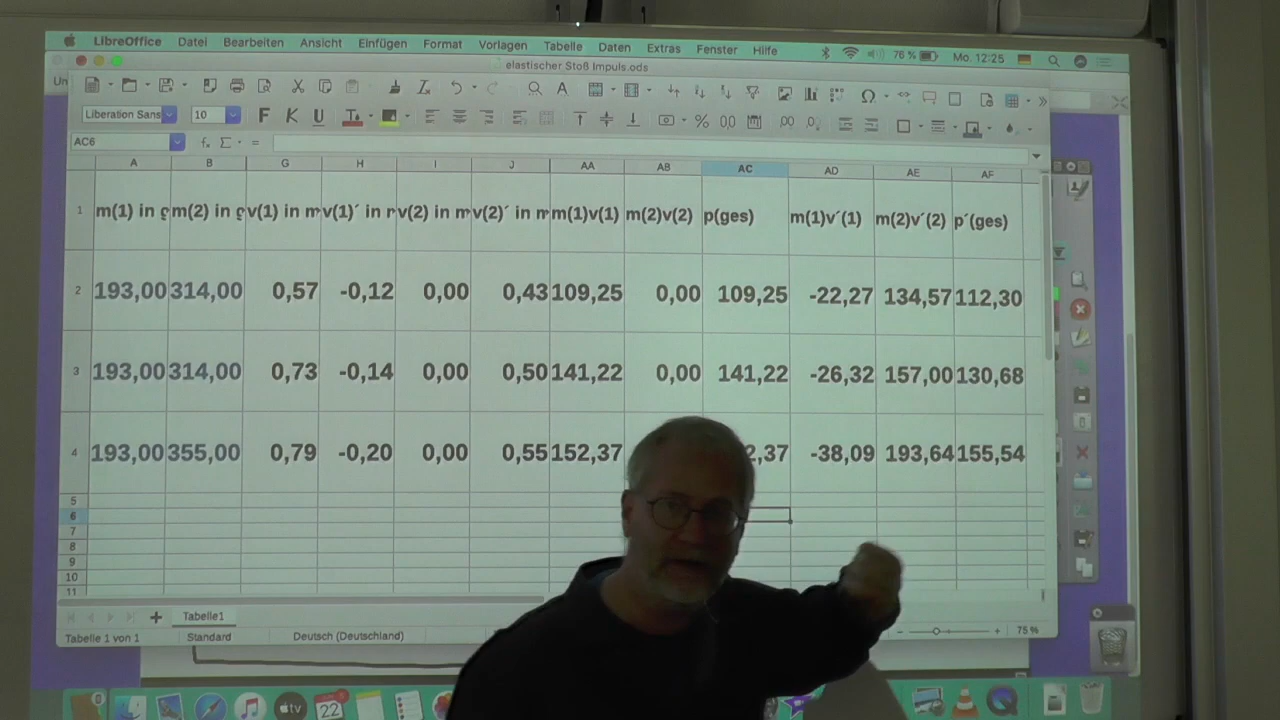 LibreOffice Datei Bearbeiten Ansicht Einfügen Format Vorlagen Tabelle Daten Extras Fenster Hilfe 76 % Mo. 12:25
elastischer Stoß Impuls.ods
Liberation Sans 10 F K U
AC6
A B G H I J AA AB AC AD AE AF
1 m(1) in g m(2) in g v(1) in m v(1)´ in m v(2) in m v(2)´ in m m(1)v(1) m(2)v(2) p(ges) m(1)v´(1) m(2)v´(2) p´(ges)
2 193,00 314,00 0,57 -0,12 0,00 0,43 109,25 0,00 109,25 -22,27 134,57 112,30
3 193,00 314,00 0,73 -0,14 0,00 0,50 141,22 0,00 141,22 -26,32 157,00 130,68
4 193,00 355,00 0,79 -0,20 0,00 0,55 152,37 2,37 -38,09 193,64 155,54
5
6
7
8
9
10
11
Tabelle1
Tabelle 1 von 1 Standard Deutsch (Deutschland) 75 %
tv 22